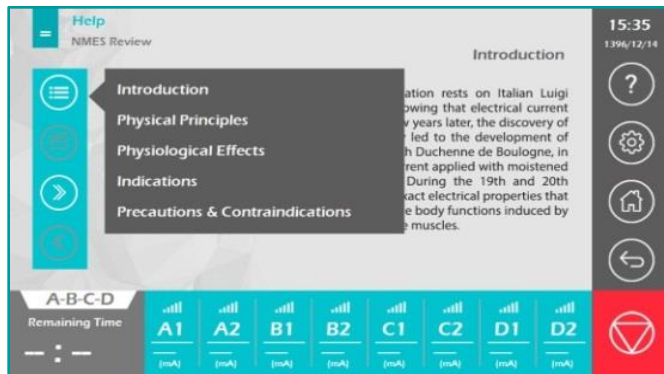 Help
NMES Review
Introduction
15:35
1396/12/14
?
Introduction
Physical Principles
Physiological Effects
Indications
Precautions & Contraindications
ation rests on Italian Luigi
owing that electrical current
years later, the discovery of
led to the development of
h Duchenne de Boulogne, in
rrent applied with moistened
During the 19th and 20th
xact electrical properties that
e body functions induced by
e muscles.
A-B-C-D
Remaining Time
-- : --
A1 A2 B1 B2 C1 C2 D1 D2
(mA) (mA) (mA) (mA) (mA) (mA) (mA) (mA)